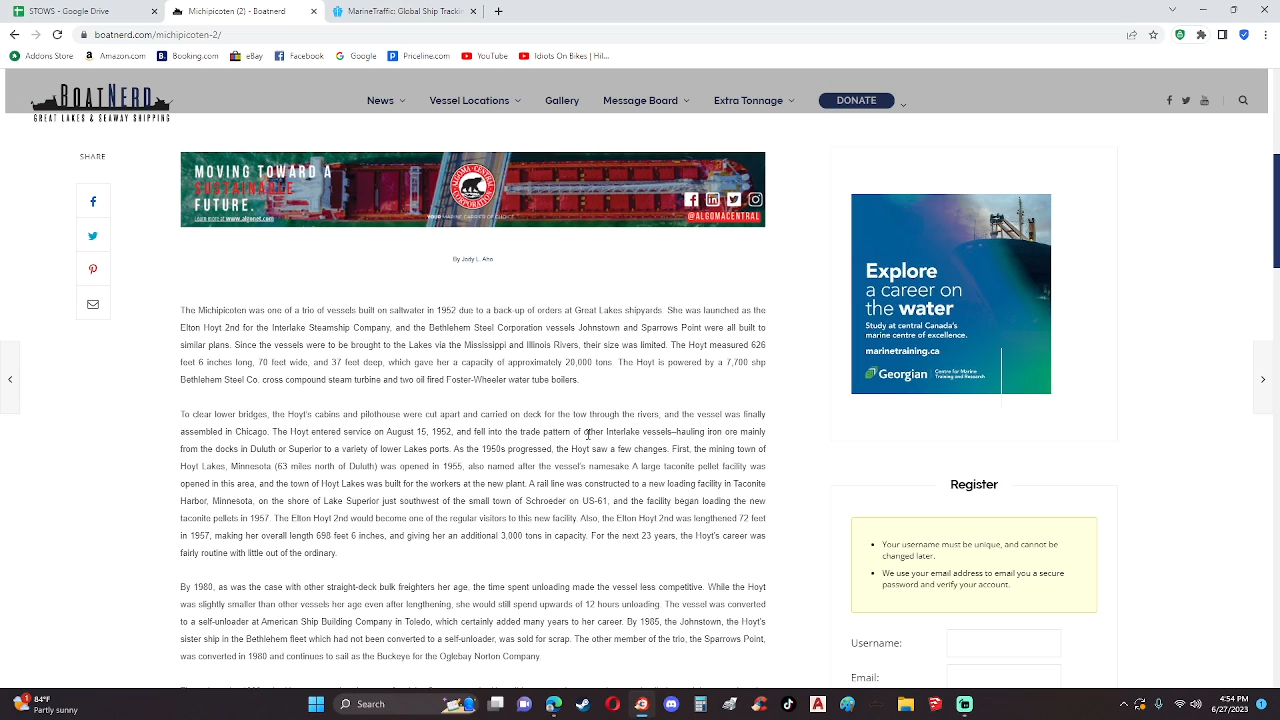 STOWS - Google Drive
Michipicoten (2) - Boatnerd
MarineTraffic: Global Ship Tracki
boatnerd.com/michipicoten-2/
Addons Store
Amazon.com
Booking.com
eBay
Facebook
Google
Priceline.com
YouTube
Idiots On Bikes | Hil...
BOATNERD
GREAT LAKES & SEAWAY SHIPPING
News
Vessel Locations
Gallery
Message Board
Extra Tonnage
DONATE
SHARE
MOVING TOWARD A
SUSTAINABLE
FUTURE.
Learn more at www.algonet.com
ALGOMA CENTRAL CORPORATION
YOUR MARINE CARRIER OF CHOICE
@ALGOMACENTRAL
By Jody L. Aho
The Michipicoten was one of a trio of vessels built on saltwater in 1952 due to a back-up of orders at Great Lakes shipyards. She was launched as the
Elton Hoyt 2nd for the Interlake Steamship Company, and the Bethlehem Steel Corporation vessels Johnstown and Sparrows Point were all built to
similar plans. Since the vessels were to be brought to the Lakes via the Mississippi and Illinois Rivers, their size was limited. The Hoyt measured 626
feet 6 inches long, 70 feet wide, and 37 feet deep, which gave her a capacity of approximately 20,000 tons. The Hoyt is powered by a 7,700 shp
Bethlehem Steel Co. cross compound steam turbine and two oil fired Foster-Wheeler water tube boilers.
To clear lower bridges, the Hoyt's cabins and pilothouse were cut apart and carried on deck for the tow through the rivers, and the vessel was finally
assembled in Chicago. The Hoyt entered service on August 15, 1952, and fell into the trade pattern of other Interlake vessels–hauling iron ore mainly
from the docks in Duluth or Superior to a variety of lower Lakes ports. As the 1950s progressed, the Hoyt saw a few changes. First, the mining town of
Hoyt Lakes, Minnesota (63 miles north of Duluth) was opened in 1955, also named after the vessel's namesake A large taconite pellet facility was
opened in this area, and the town of Hoyt Lakes was built for the workers at the new plant. A rail line was constructed to a new loading facility in Taconite
Harbor, Minnesota, on the shore of Lake Superior just southwest of the small town of Schroeder on US-61, and the facility began loading the new
taconite pellets in 1957. The Elton Hoyt 2nd would become one of the regular visitors to this new facility. Also, the Elton Hoyt 2nd was lengthened 72 feet
in 1957, making her overall length 698 feet 6 inches, and giving her an additional 3,000 tons in capacity. For the next 23 years, the Hoyt's career was
fairly routine with little out of the ordinary.
By 1980, as was the case with other straight-deck bulk freighters her age, the time spent unloading made the vessel less competitive. While the Hoyt
was slightly smaller than other vessels her age even after lengthening, she would still spend upwards of 12 hours unloading. The vessel was converted
to a self-unloader at American Ship Building Company in Toledo, which certainly added many years to her career. By 1985, the Johnstown, the Hoyt's
sister ship in the Bethlehem fleet which had not been converted to a self-unloader, was sold for scrap. The other member of the trio, the Sparrows Point,
was converted in 1980 and continues to sail as the Buckeye for the Oglebay Norton Company.
Explore
a career on
the water
Study at central Canada's
marine centre of excellence.
marinetraining.ca
Georgian
Centre for Marine
Training and Research
Register
Your username must be unique, and cannot be
changed later.
We use your email address to email you a secure
password and verify your account.
Username:
Email:
1
84°F
Partly sunny
Search
4:54 PM
6/27/2023